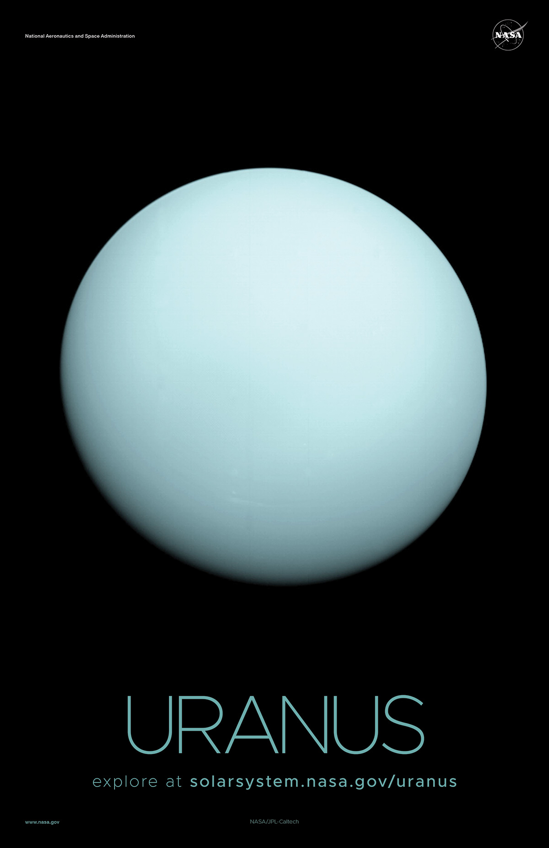 National Aeronautics and Space Administration
NASA
URANUS
explore at solarsystem.nasa.gov/uranus
www.nasa.gov
NASA/JPL-Caltech